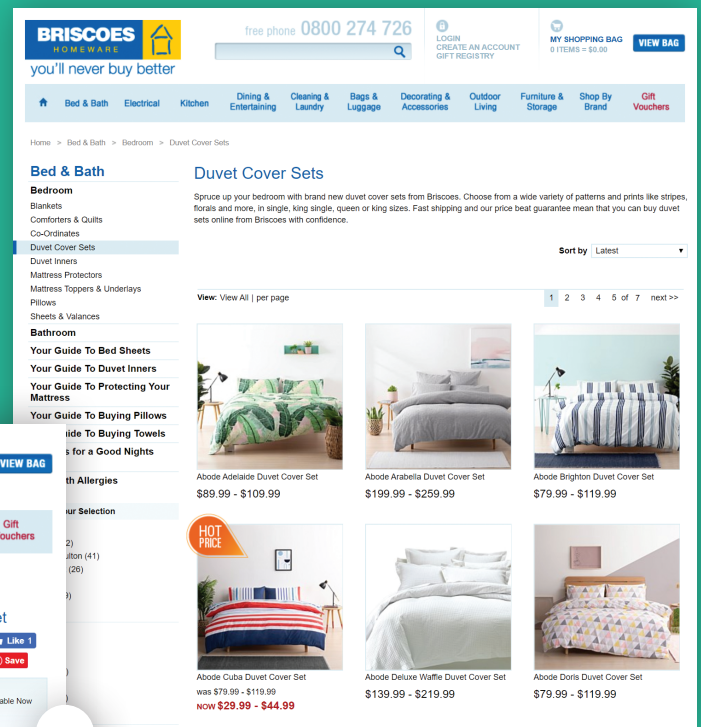 BRISCOES
HOMEWARE
you'll never buy better
free phone 0800 274 726
LOGIN
CREATE AN ACCOUNT
GIFT REGISTRY
MY SHOPPING BAG
0 ITEMS = $0.00
VIEW BAG
Bed & Bath
Electrical
Kitchen
Dining & Entertaining
Cleaning & Laundry
Bags & Luggage
Decorating & Accessories
Outdoor Living
Furniture & Storage
Shop By Brand
Gift Vouchers
Home > Bed & Bath > Bedroom > Duvet Cover Sets
Bed & Bath
Bedroom
Blankets
Comforters & Quilts
Co-Ordinates
Duvet Cover Sets
Duvet Inners
Mattress Protectors
Mattress Toppers & Underlays
Pillows
Sheets & Valances
Bathroom
Your Guide To Bed Sheets
Your Guide To Duvet Inners
Your Guide To Protecting Your
Mattress
Your Guide To Buying Pillows
uide To Buying Towels
s for a Good Nights
th Allergies
ur Selection
2)
ulton (41)
(26)
9)
)
)
Duvet Cover Sets
Spruce up your bedroom with brand new duvet cover sets from Briscoes. Choose from a wide variety of patterns and prints like stripes,
florals and more, in single, king single, queen or king sizes. Fast shipping and our price beat guarantee mean that you can buy duvet
sets online from Briscoes with confidence.
Sort by Latest
View: View All | per page
1 2 3 4 5 of 7 next >>
Abode Adelaide Duvet Cover Set
$89.99 - $109.99
Abode Arabella Duvet Cover Set
$199.99 - $259.99
Abode Brighton Duvet Cover Set
$79.99 - $119.99
HOT
PRICE
Abode Cuba Duvet Cover Set
was $79.99 - $119.99
NOW $29.99 - $44.99
Abode Deluxe Waffle Duvet Cover Set
$139.99 - $219.99
Abode Doris Duvet Cover Set
$79.99 - $119.99
VIEW BAG
Gift
ouchers
et
Like 1
Save
able Now